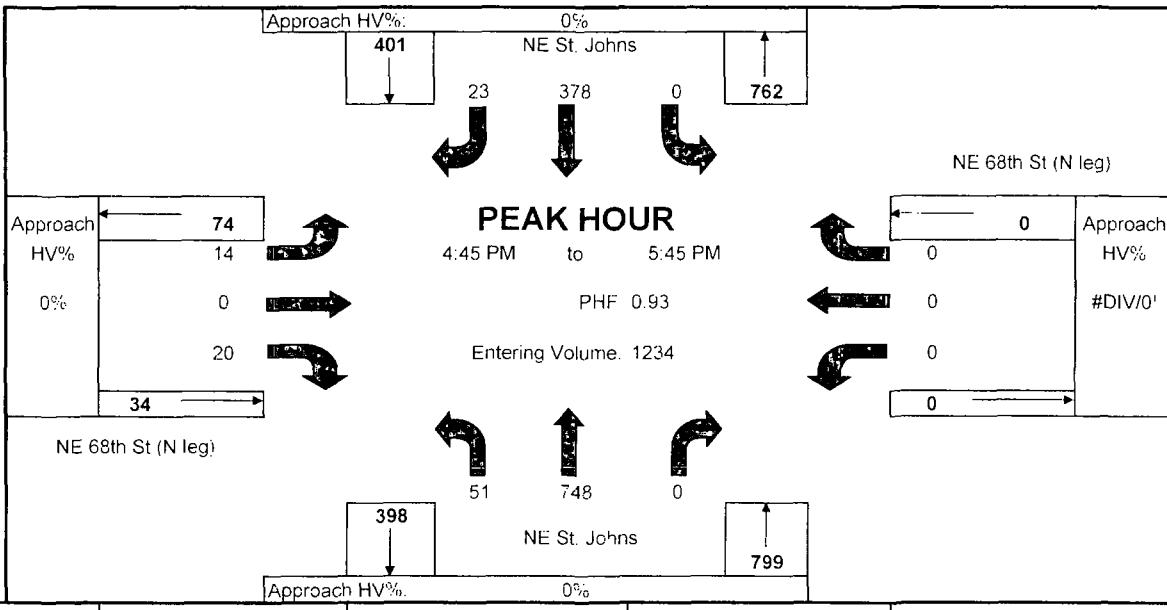 Approach HV%: 0%
401 NE St. Johns 762
23 378 0
NE 68th St (N leg)
Approach 74 PEAK HOUR 0 Approach
HV% 14 4:45 PM to 5:45 PM 0 HV%
0% 0 PHF 0.93 0 #DIV/0'
20 Entering Volume. 1234 0
34 0
NE 68th St (N leg)
51 748 0
398 NE St. Johns 799
Approach HV%. 0%